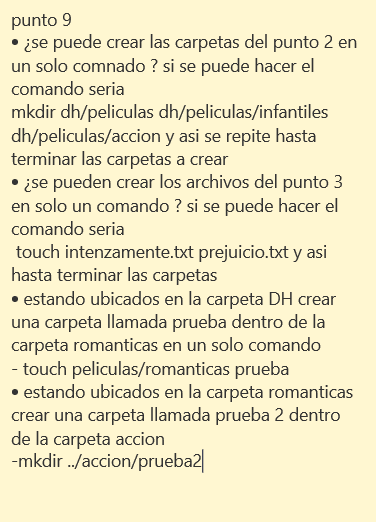 punto 9
• ¿se puede crear las carpetas del punto 2 en
un solo comnado ? si se puede hacer el
comando seria
mkdir dh/peliculas dh/peliculas/infantiles
dh/peliculas/accion y asi se repite hasta
terminar las carpetas a crear
• ¿se pueden crear los archivos del punto 3
en solo un comando ? si se puede hacer el
comando seria
touch intenzamente.txt prejuicio.txt y asi
hasta terminar las carpetas
• estando ubicados en la carpeta DH crear
una carpeta llamada prueba dentro de la
carpeta romanticas en un solo comando
- touch peliculas/romanticas prueba
• estando ubicados en la carpeta romanticas
crear una carpeta llamada prueba 2 dentro
de la carpeta accion
-mkdir ../accion/prueba2